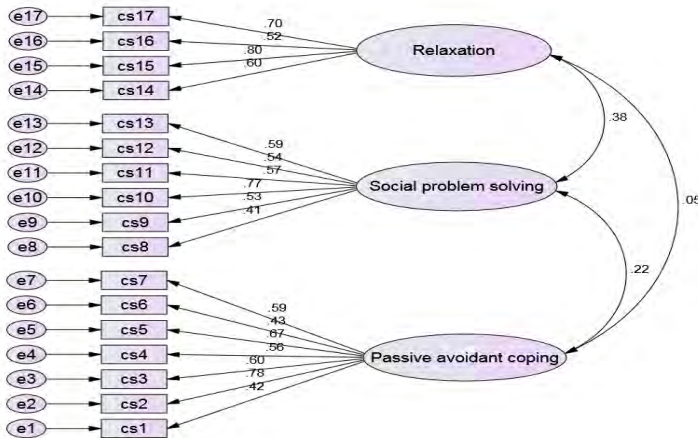 e17 cs17 .70
e16 cs16 .52 Relaxation
e15 cs15 .80
e14 cs14 .60
.38
e13 cs13 .59
e12 cs12 .54
e11 cs11 .57
e10 cs10 .77 Social problem solving
e9 cs9 .53
e8 cs8 .41
.05
.22
e7 cs7 .59
e6 cs6 .43
e5 cs5 .67
e4 cs4 .56 Passive avoidant coping
e3 cs3 .60
e2 cs2 .78
e1 cs1 .42